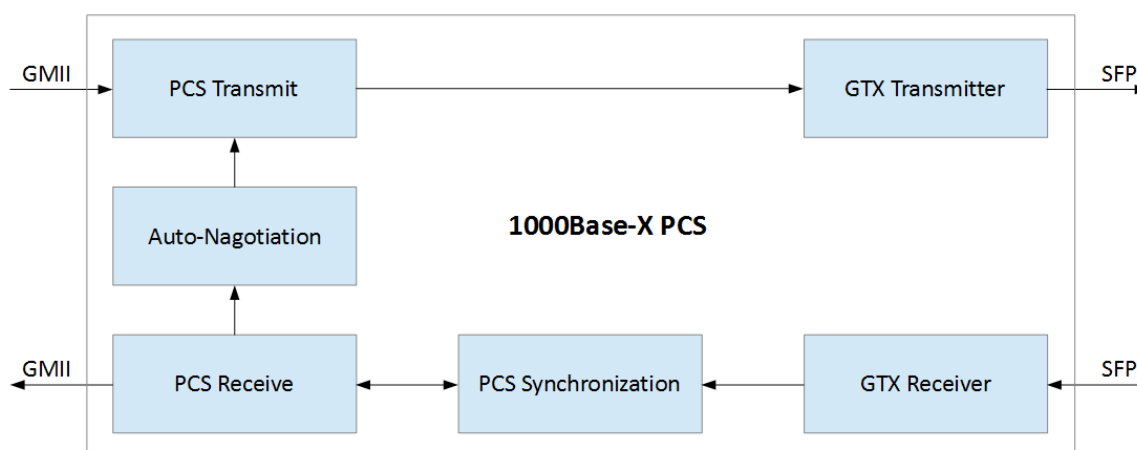 GMII
PCS Transmit
GTX Transmitter
SFP
Auto-Nagotiation
1000Base-X PCS
GMII
PCS Receive
PCS Synchronization
GTX Receiver
SFP